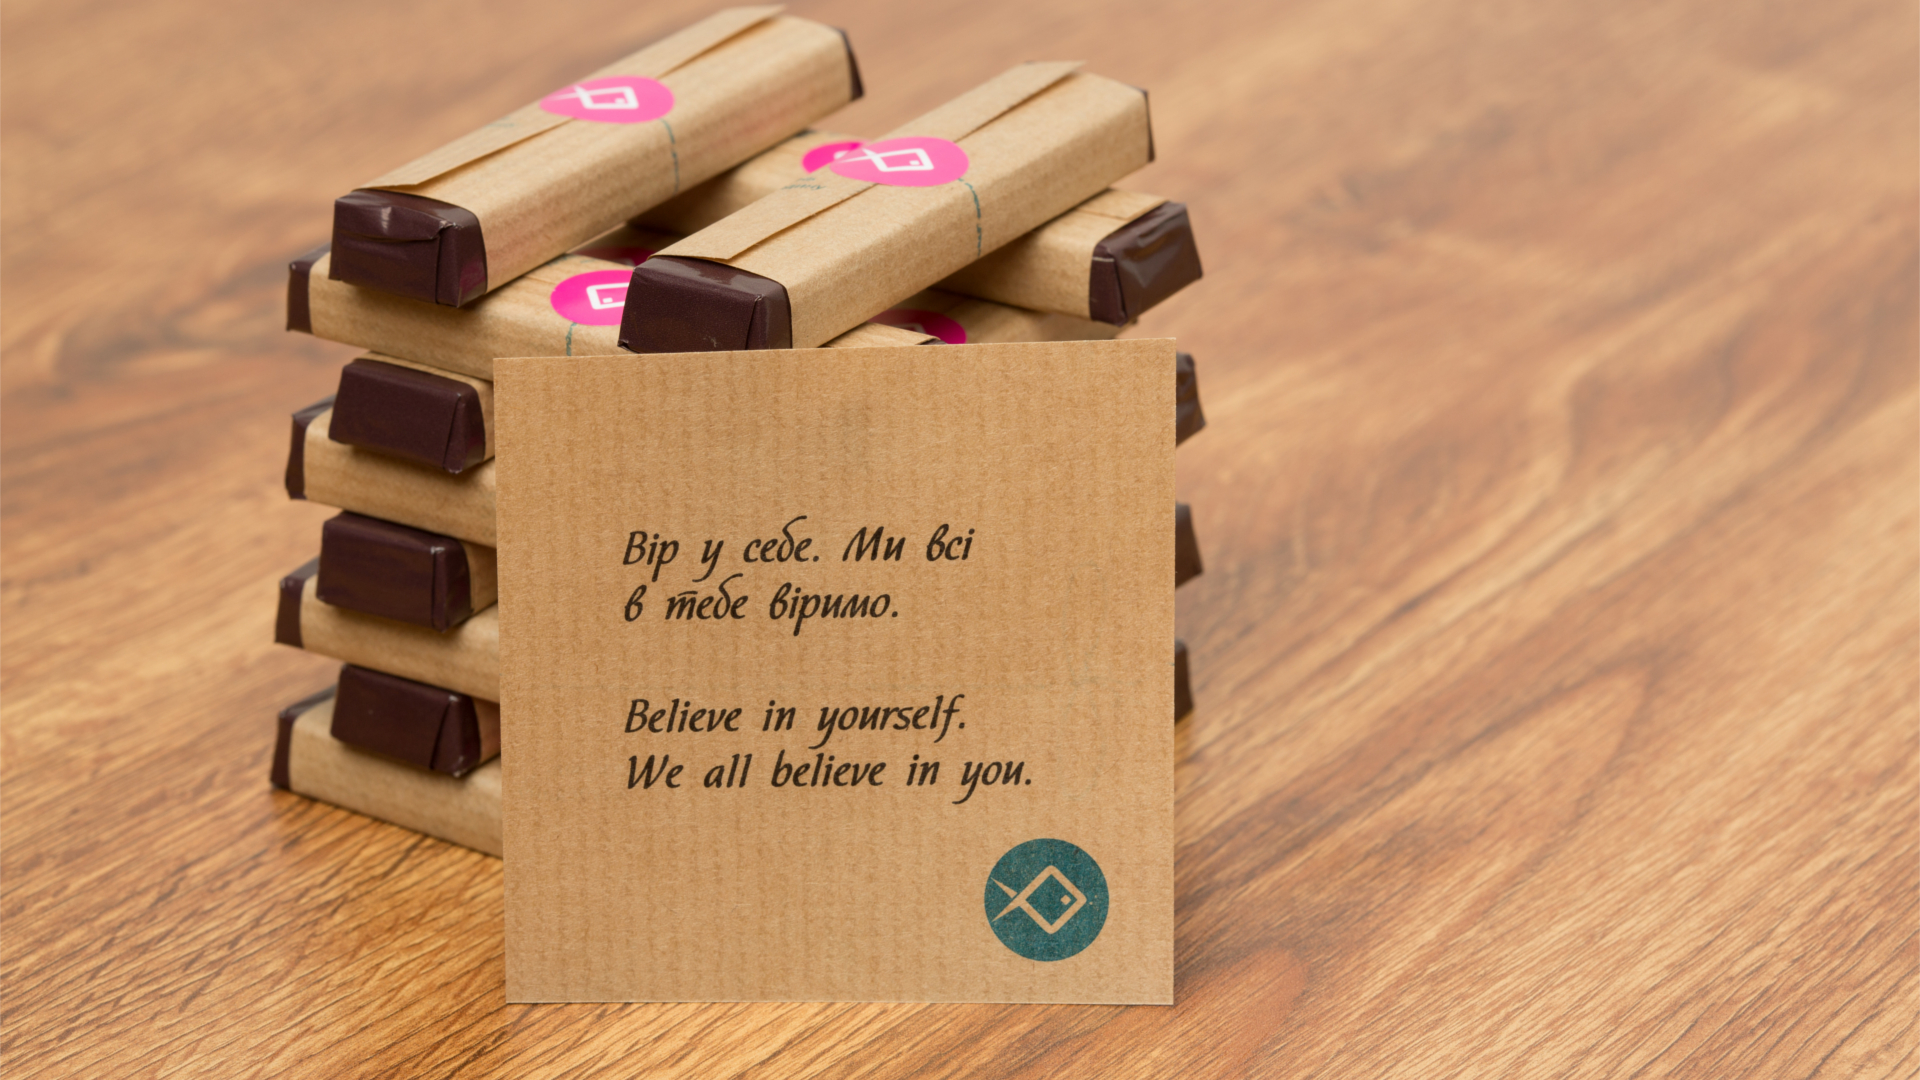 Вір у себе. Ми всі
в тебе віримо.
Believe in yourself.
We all believe in you.